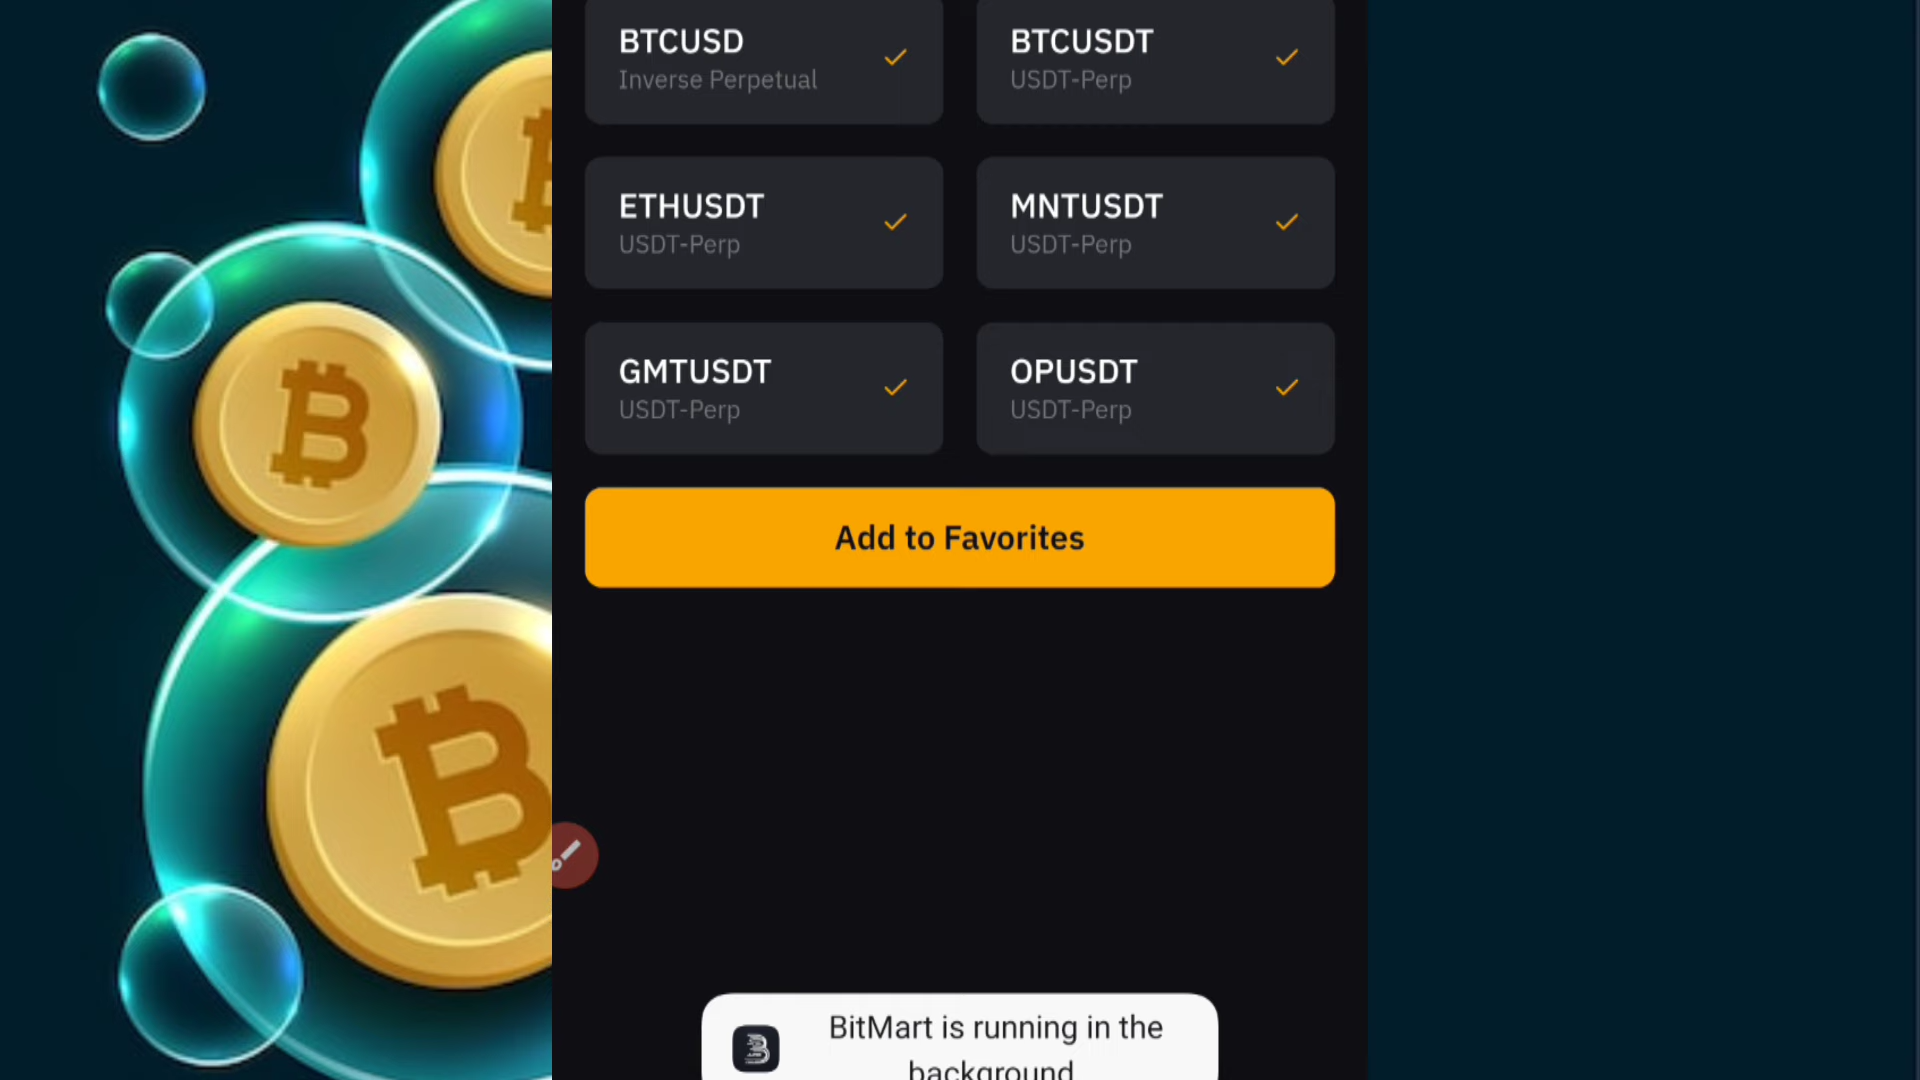 BTCUSD
Inverse Perpetual
BTCUSDT
USDT-Perp
ETHUSDT
USDT-Perp
MNTUSDT
USDT-Perp
GMTUSDT
USDT-Perp
OPUSDT
USDT-Perp
Add to Favorites
BitMart is running in the
background